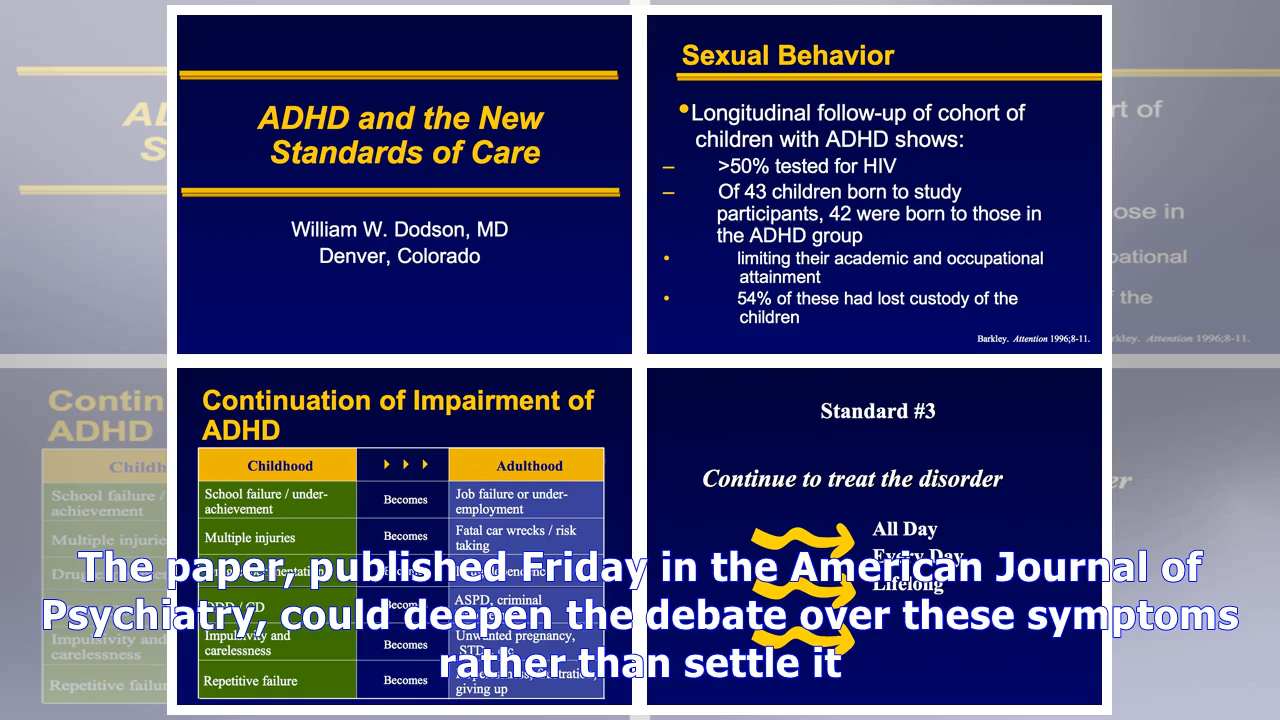 ADHD and the New
Standards of Care
William W. Dodson, MD
Denver, Colorado
Sexual Behavior
•Longitudinal follow-up of cohort of
children with ADHD shows:
– >50% tested for HIV
– Of 43 children born to study
participants, 42 were born to those in
the ADHD group
• limiting their academic and occupational
attainment
• 54% of these had lost custody of the
children
Barkley. Attention 1996;8-11.
Continuation of Impairment of
ADHD
Childhood
Adulthood
School failure / under-
achievement
Becomes
Job failure or under-
employment
Multiple injuries
Becomes
Fatal car wrecks / risk
taking
ASPD, criminal
Impulsivity and
carelessness
Becomes
Unwanted pregnancy,
Repetitive failure
Becomes
giving up
Standard #3
Continue to treat the disorder
All Day
Every Day
Lifelong
The paper, published Friday in the American Journal of
Psychiatry, could deepen the debate over these symptoms
rather than settle it